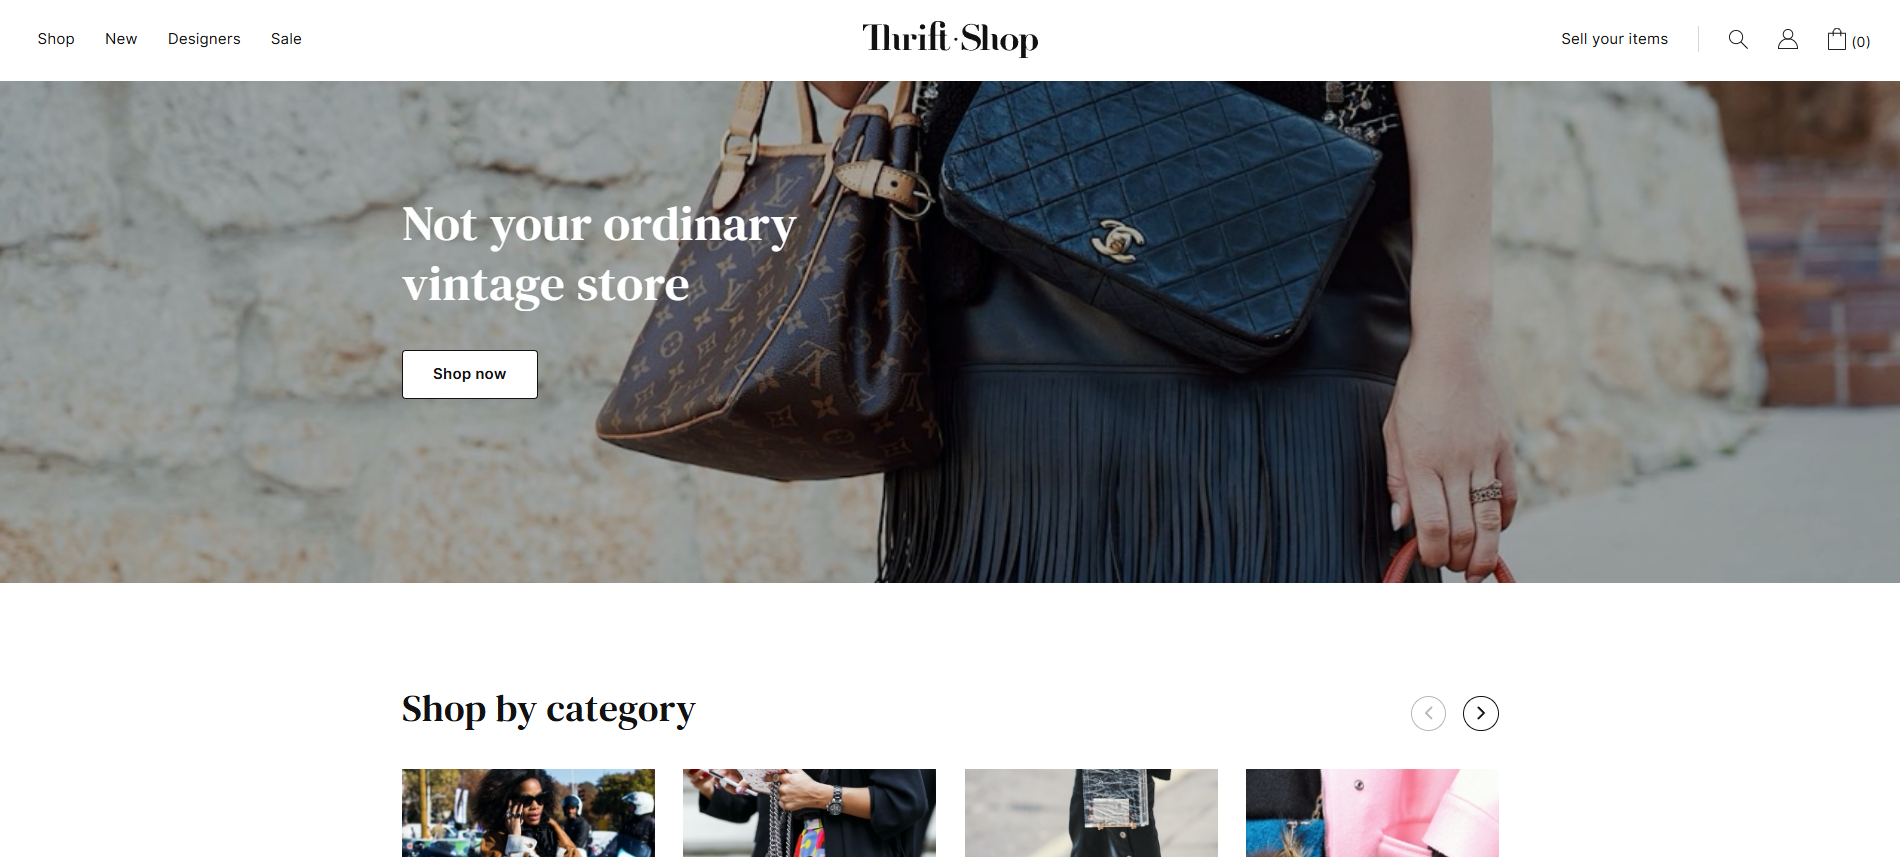 Shop New Designers Sale Thrift·Shop Sell your items (0)
Not your ordinary
vintage store
Shop now
Shop by category